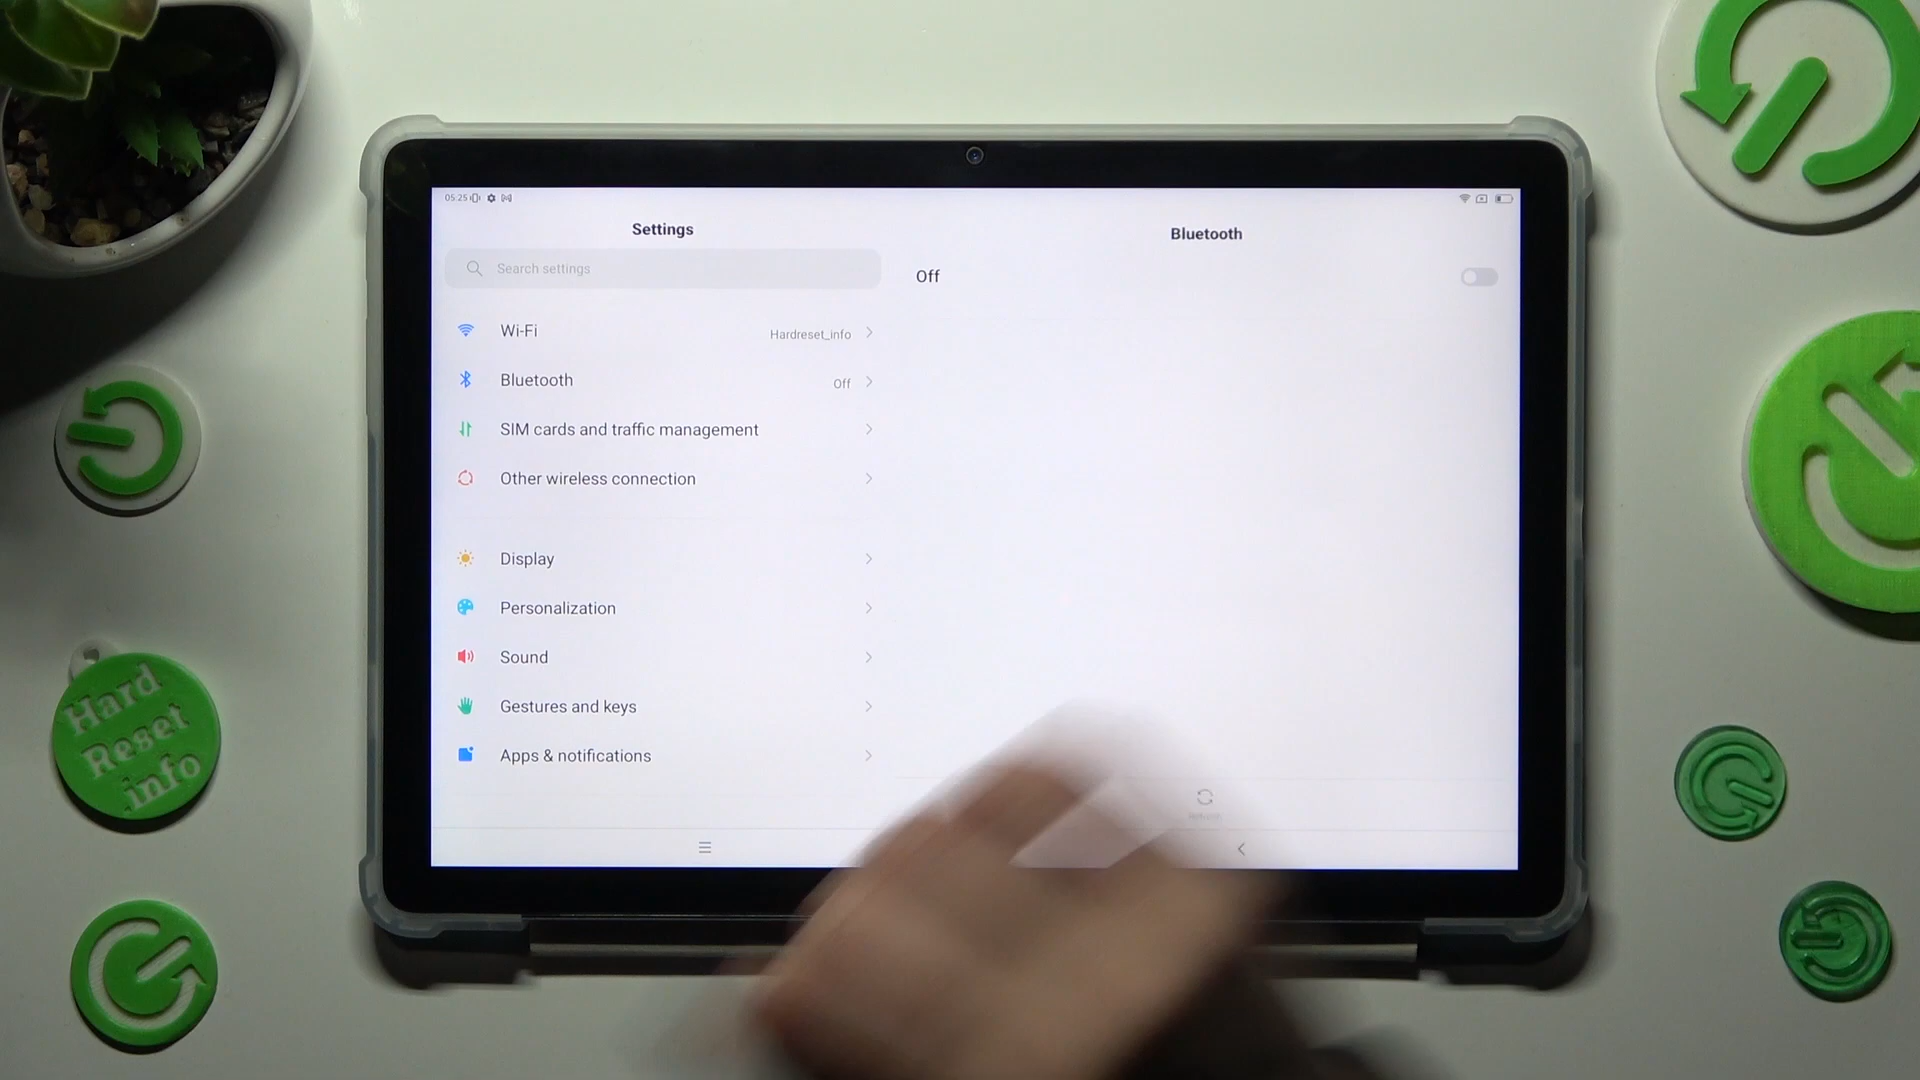 05:25
Settings
Search settings
Wi-Fi
Hardreset_info
Bluetooth
Off
SIM cards and traffic management
Other wireless connection
Display
Personalization
Sound
Gestures and keys
Apps & notifications
Bluetooth
Off
Refresh
Hard
Reset
.info